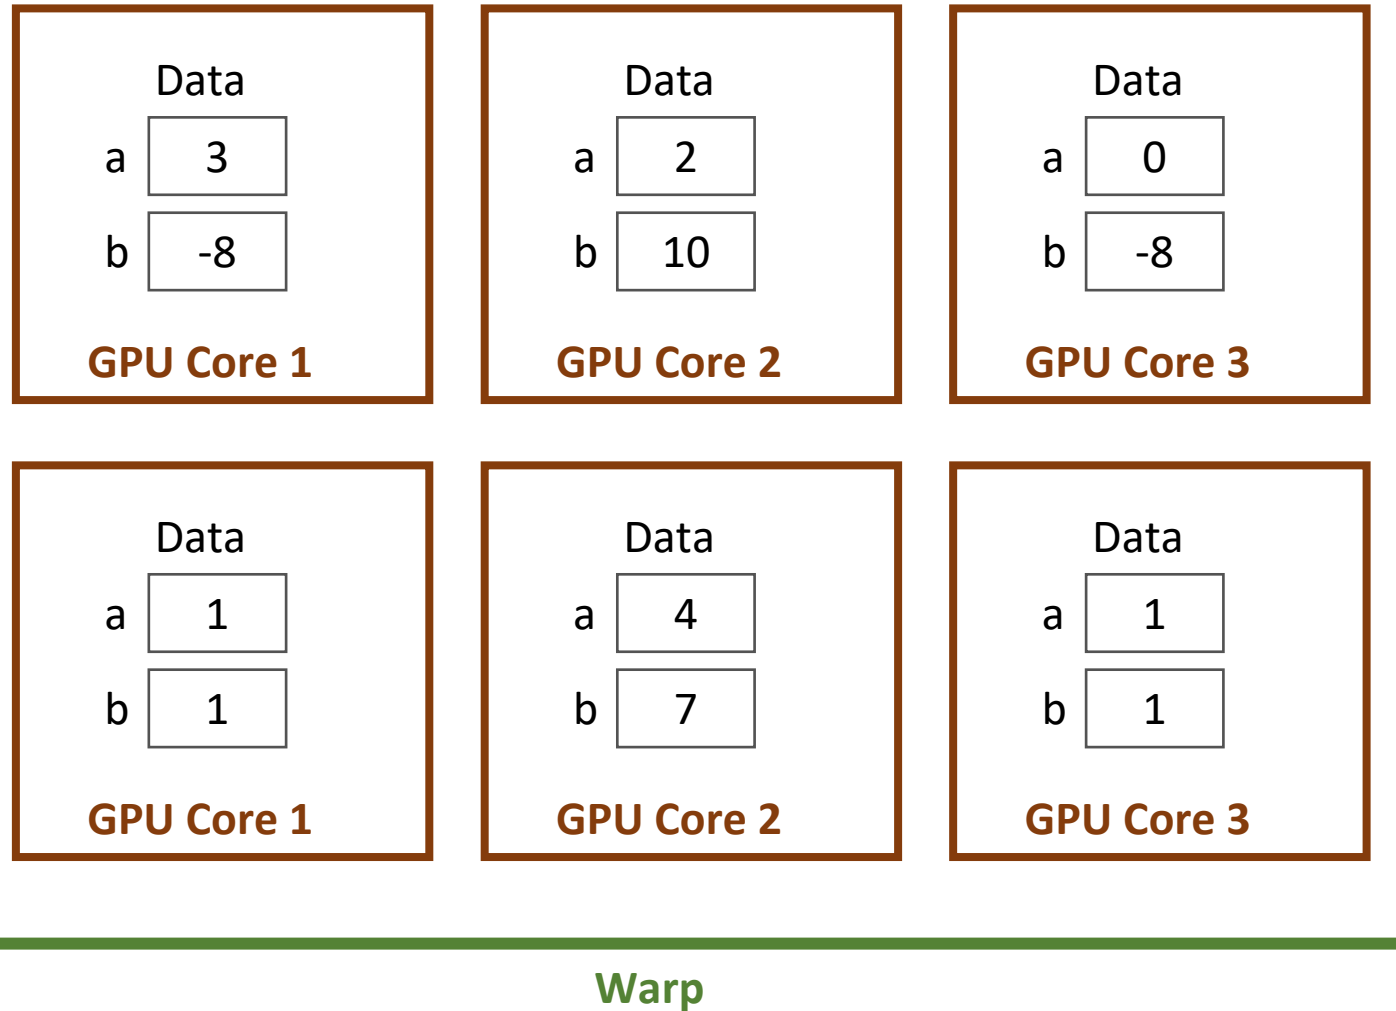 Data Data Data
a 3 a 2 a 0
b -8 b 10 b -8
GPU Core 1 GPU Core 2 GPU Core 3
Data Data Data
a 1 a 4 a 1
b 1 b 7 b 1
GPU Core 1 GPU Core 2 GPU Core 3
Warp